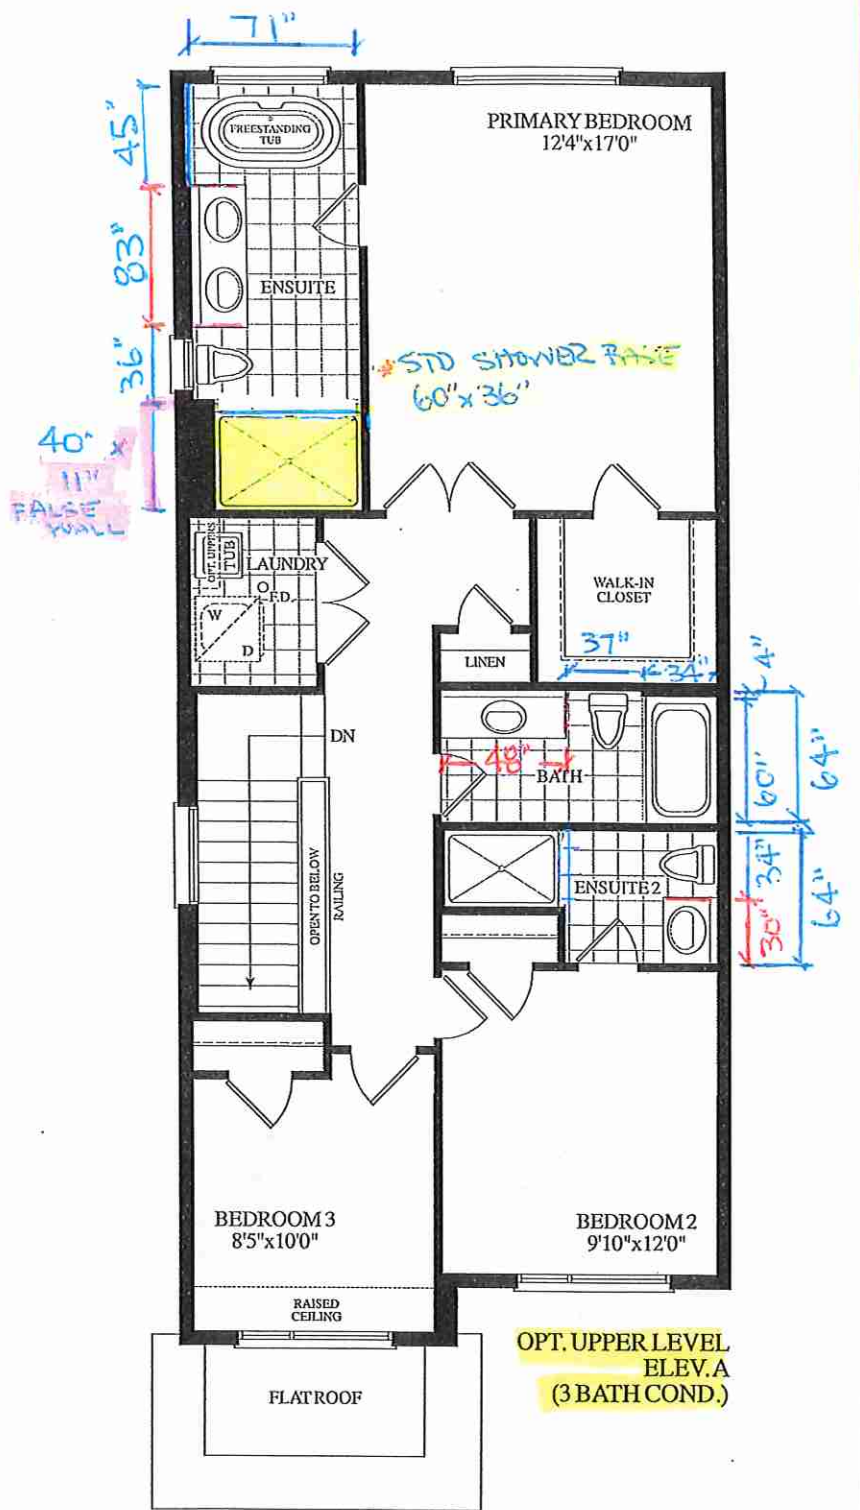 71"
45"
FREESTANDING
TUB
PRIMARY BEDROOM
12'4"x17'0"
83"
ENSUITE
36"
* STD SHOWER BASE
60"x36"
40" x
11"
FALSE
WALL
OPT. UPPERS
TUB
LAUNDRY
F.D.
W
D
WALK-IN
CLOSET
LINEN
37"
34"
4"
DN
48"
BATH
60"
64"
OPEN TO BELOW
RAILING
ENSUITE 2
34"
30"
64"
BEDROOM 3
8'5"x10'0"
BEDROOM 2
9'10"x12'0"
RAISED
CEILING
FLAT ROOF
OPT. UPPER LEVEL
ELEV. A
(3 BATH COND.)